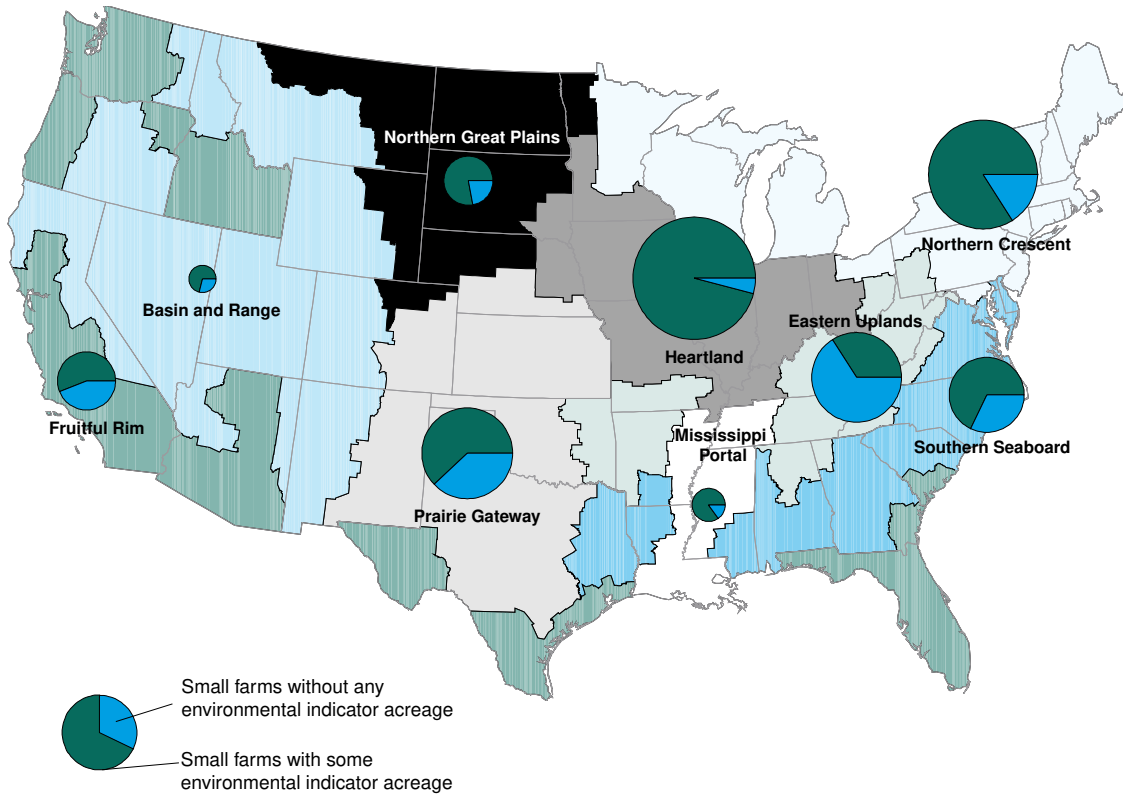 Northern Great Plains
Northern Crescent
Basin and Range
Eastern Uplands
Heartland
Fruitful Rim
Mississippi
Portal
Southern Seaboard
Prairie Gateway
Small farms without any
environmental indicator acreage
Small farms with some
environmental indicator acreage